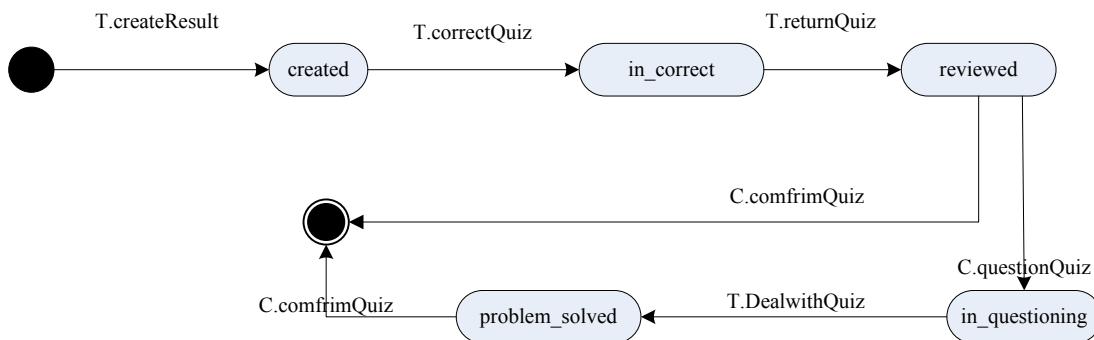 T.createResult
T.correctQuiz
T.returnQuiz
created
in_correct
reviewed
C.comfrimQuiz
C.questionQuiz
C.comfrimQuiz
T.DealwithQuiz
problem_solved
in_questioning